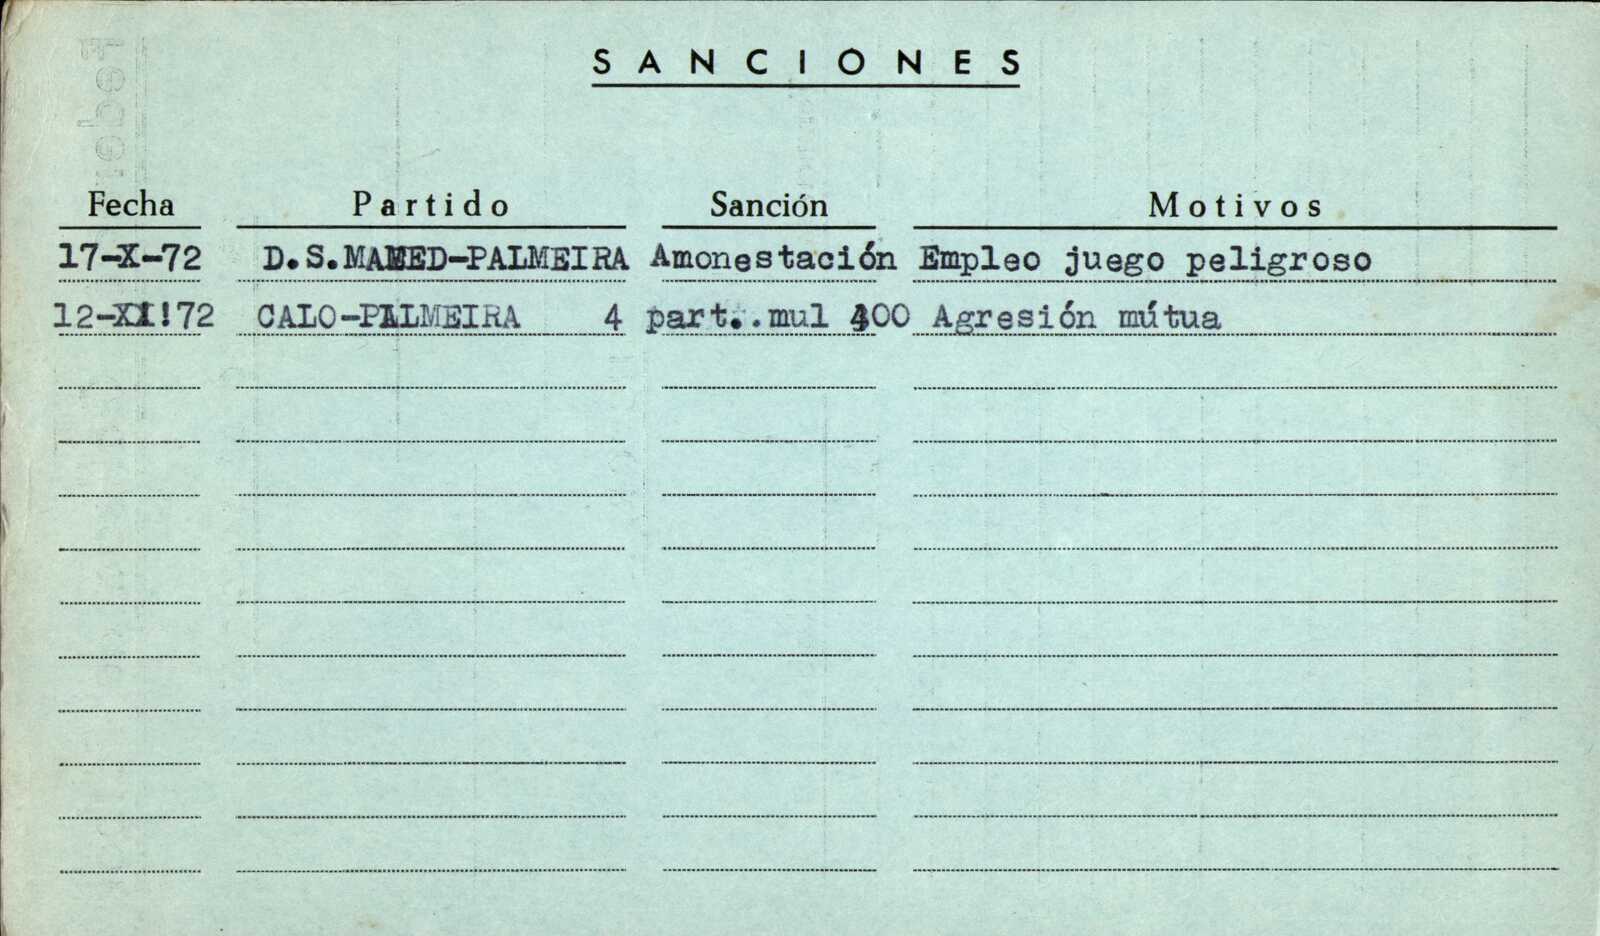 SANCIONES
Fecha Partido Sanción Motivos
17-X-72 D.S.MAMED-PALMEIRA Amonestación Empleo juego peligroso
12-XI!72 CALO-PALMEIRA 4 part..mul Agresión mútua